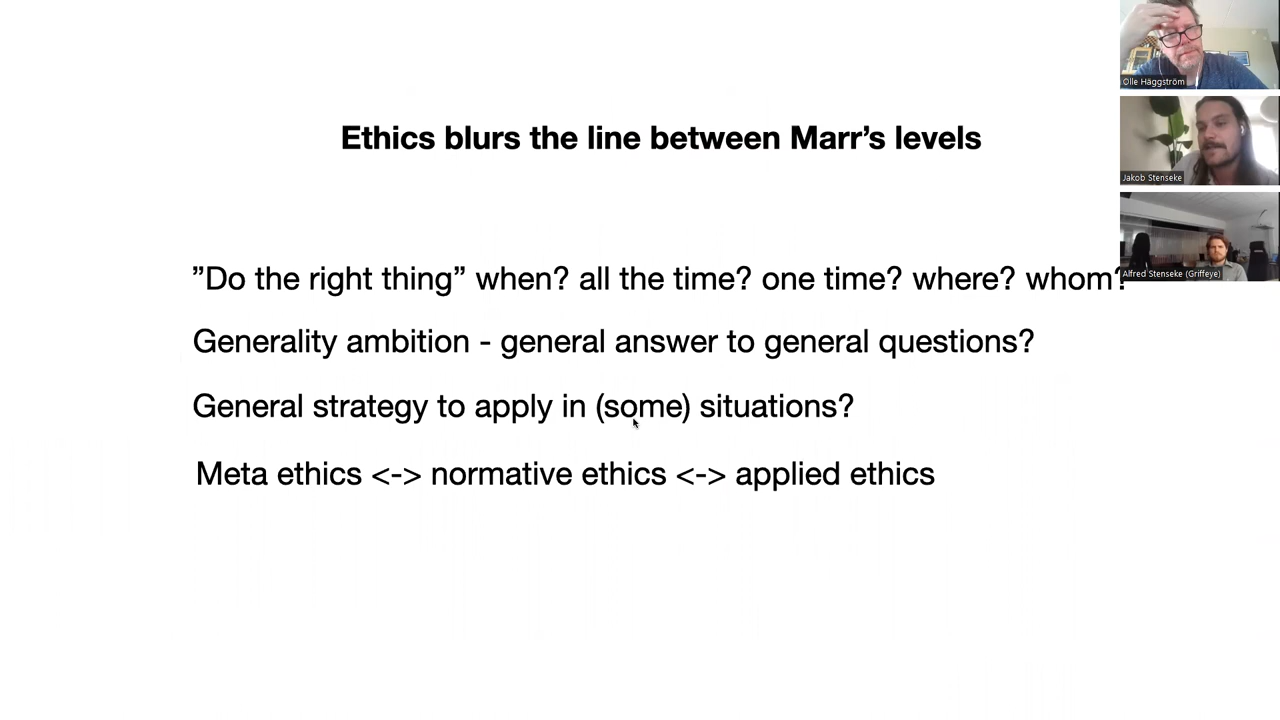 Ethics blurs the line between Marr's levels
”Do the right thing” when? all the time? one time? where? whom?
Generality ambition - general answer to general questions?
General strategy to apply in (some) situations?
Meta ethics <-> normative ethics <-> applied ethics
Olle Häggström
Jakob Stenseke
Alfred Stenseke (Griffeye)